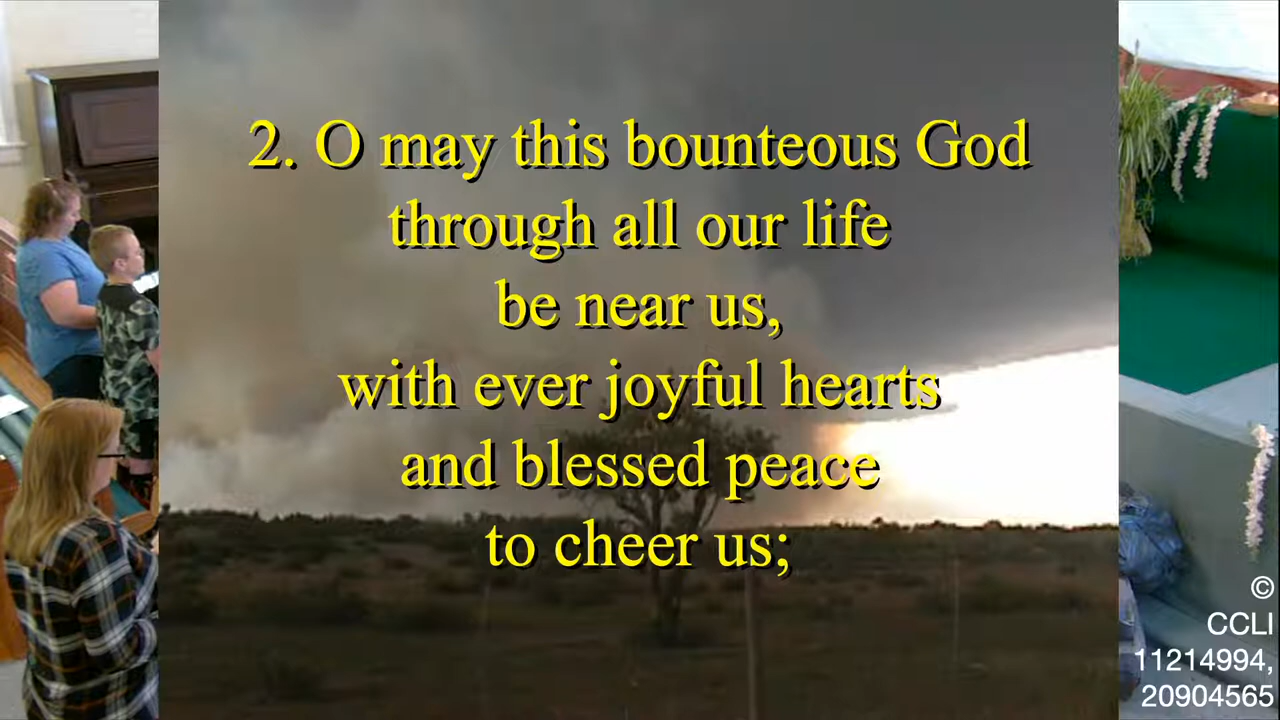 2. O may this bounteous God
through all our life
be near us,
with ever joyful hearts
and blessed peace
to cheer us;
©
CCLI
11214994,
20904565